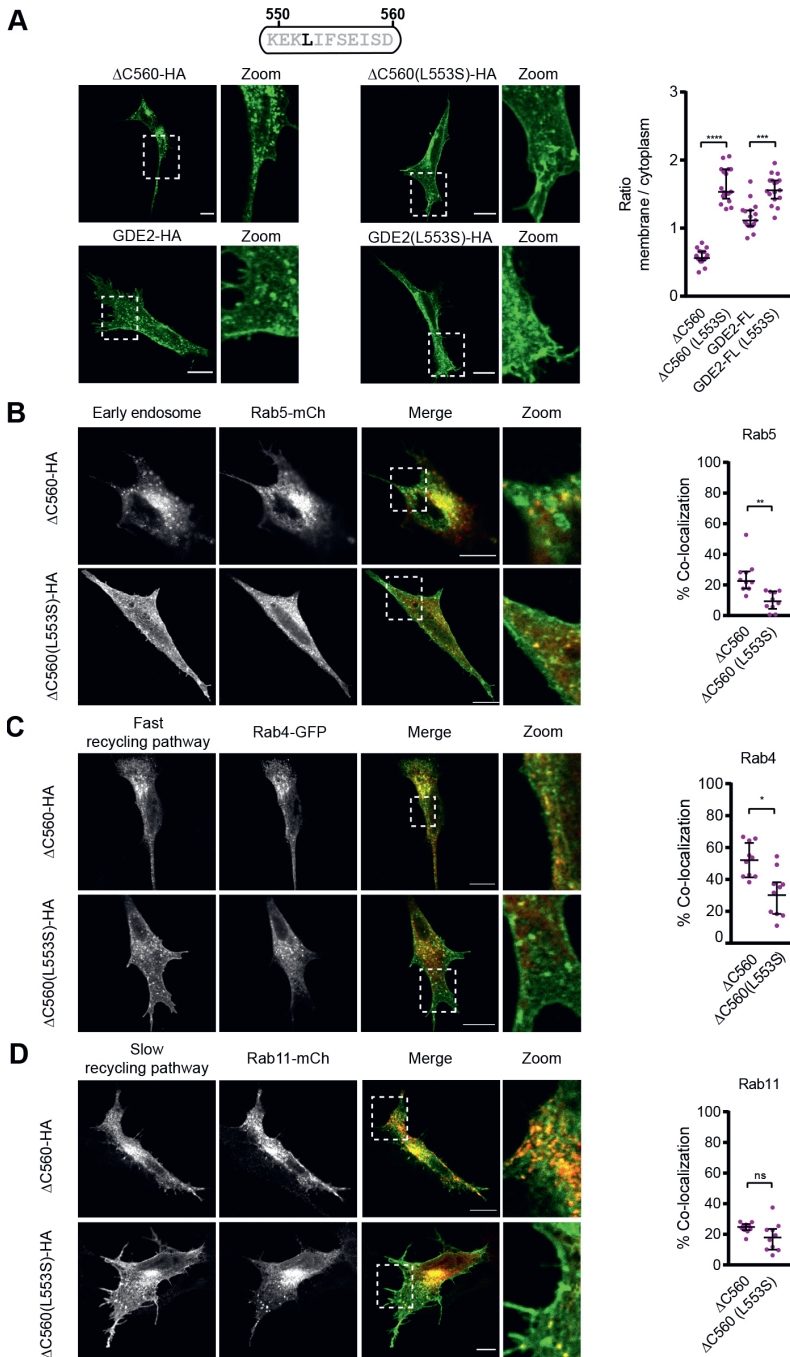 A
550 560
KEKLIFSEISD
ΔC560-HA Zoom ΔC560(L553S)-HA Zoom
GDE2-HA Zoom GDE2(L553S)-HA Zoom
Ratio
membrane / cytoplasm
3
2
1
0
**** ***
ΔC560
ΔC560 (L553S)
GDE2-FL
GDE2-FL (L553S)
B
Early endosome Rab5-mCh Merge Zoom
ΔC560-HA
ΔC560(L553S)-HA
Rab5
% Co-localization
100
80
60
40
20
0
**
ΔC560
ΔC560 (L553S)
C
Fast
recycling pathway Rab4-GFP Merge Zoom
ΔC560-HA
ΔC560(L553S)-HA
Rab4
% Co-localization
100
80
60
40
20
0
*
ΔC560
ΔC560(L553S)
D
Slow
recycling pathway Rab11-mCh Merge Zoom
ΔC560-HA
ΔC560(L553S)-HA
Rab11
% Co-localization
100
80
60
40
20
0
ns
ΔC560
ΔC560 (L553S)